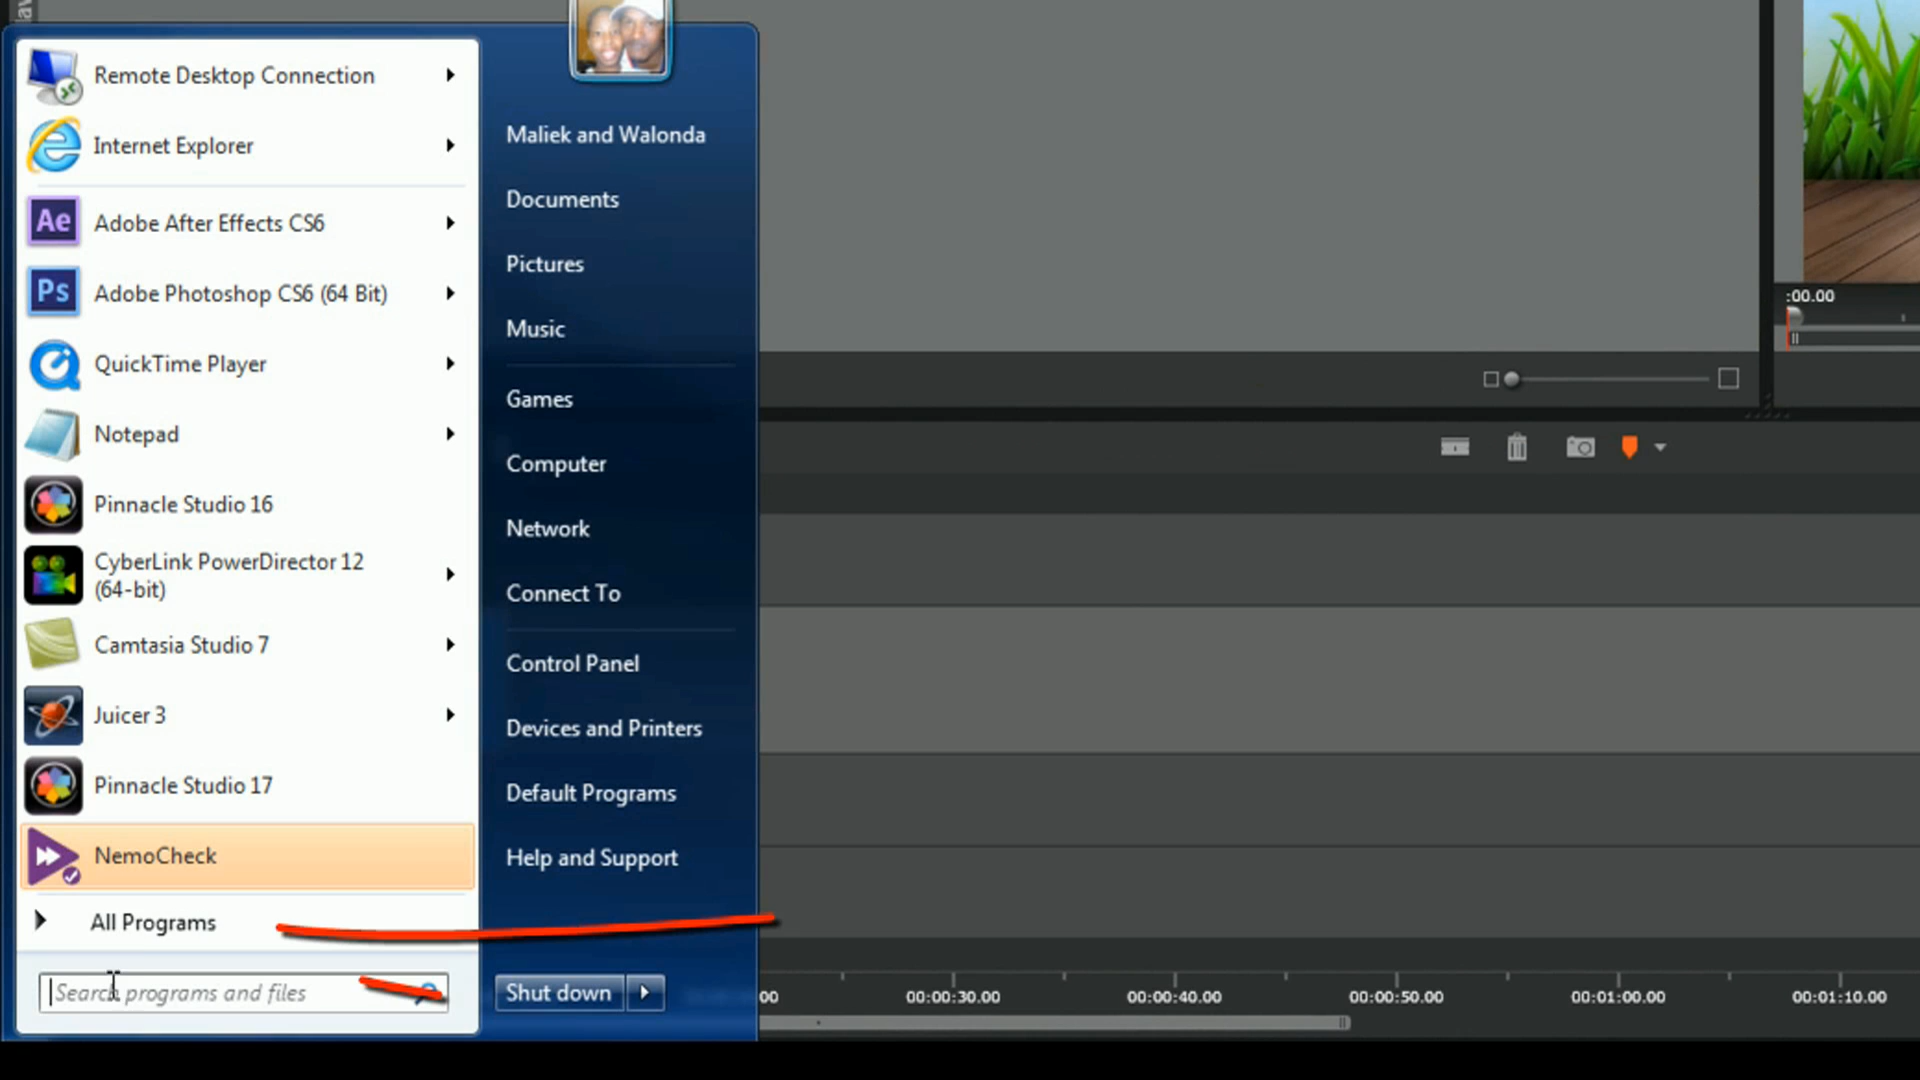 Remote Desktop Connection
Internet Explorer
Ae Adobe After Effects CS6
Ps Adobe Photoshop CS6 (64 Bit)
QuickTime Player
Notepad
Pinnacle Studio 16
CyberLink PowerDirector 12
(64-bit)
Camtasia Studio 7
Juicer 3
Pinnacle Studio 17
NemoCheck
All Programs
Search programs and files
Maliek and Walonda
Documents
Pictures
Music
Games
Computer
Network
Connect To
Control Panel
Devices and Printers
Default Programs
Help and Support
Shut down
:00.00
00 00:00:30.00 00:00:40.00 00:00:50.00 00:01:00.00 00:01:10.00